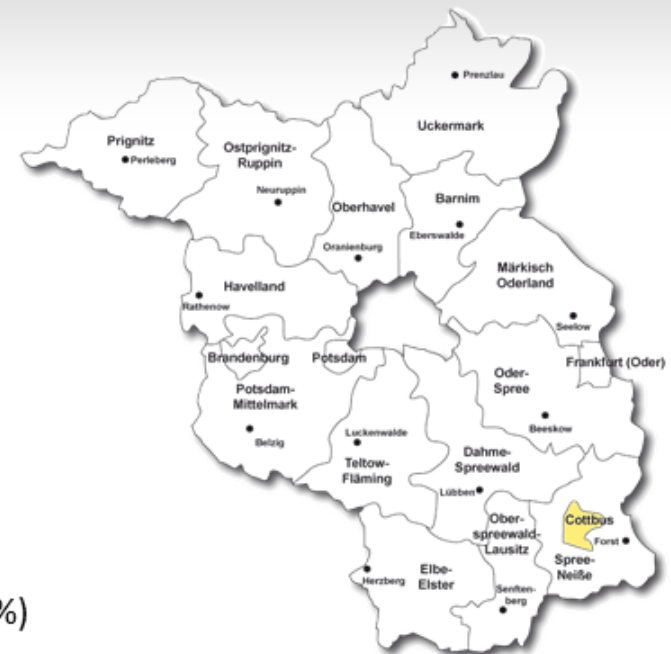 Prenzlau
Uckermark
Prignitz
Perleberg
Ostprignitz-
Ruppin
Neuruppin
Oberhavel
Oranienburg
Barnim
Eberswalde
Märkisch
Oderland
Seelow
Havelland
Rathenow
Brandenburg
Potsdam
Potsdam-
Mittelmark
Belzig
Frankfurt (Oder)
Oder-
Spree
Beeskow
Luckenwalde
Teltow-
Fläming
Dahme-
Spreewald
Lübben
Ober-
spreewald-
Lausitz
Cottbus
Forst
Spree-
Neiße
Elbe-
Elster
Herzberg
Senften-
berg
%)